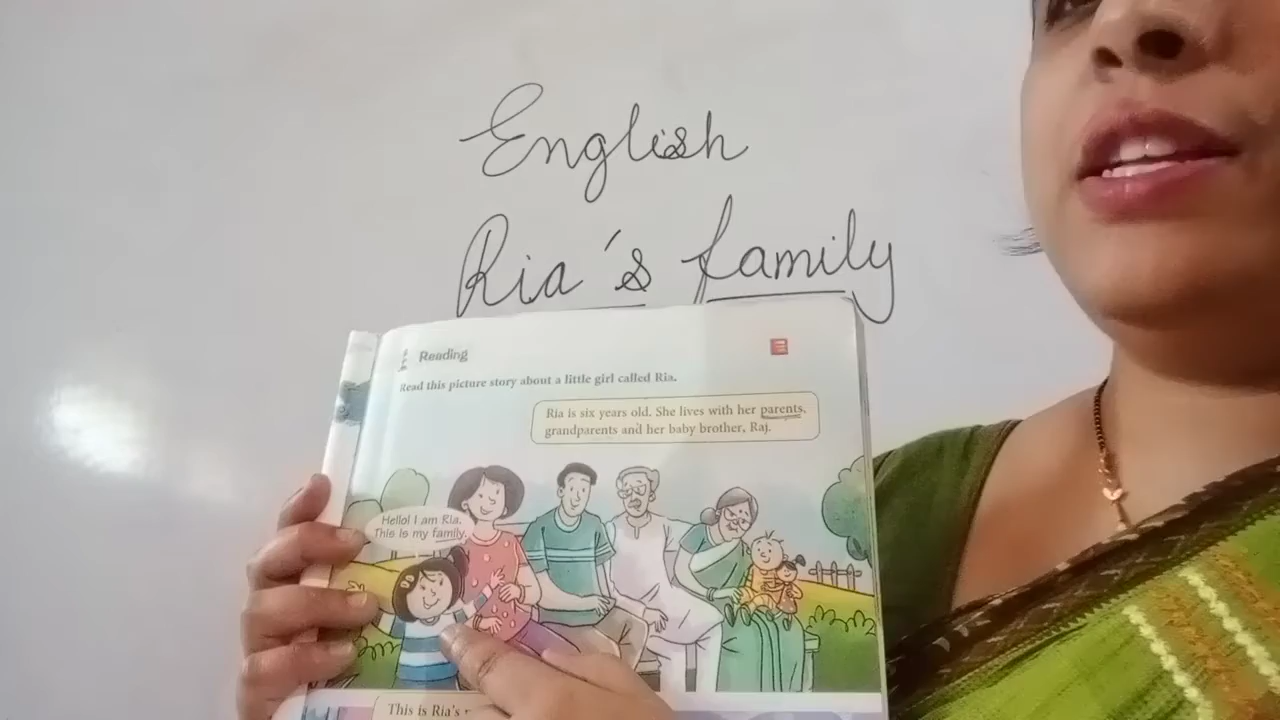 English
Ria's family
Reading
Read this picture story about a little girl called Ria.
Ria is six years old. She lives with her parents,
grandparents and her baby brother, Raj.
Hello! I am Ria.
This is my family.
This is Ria's